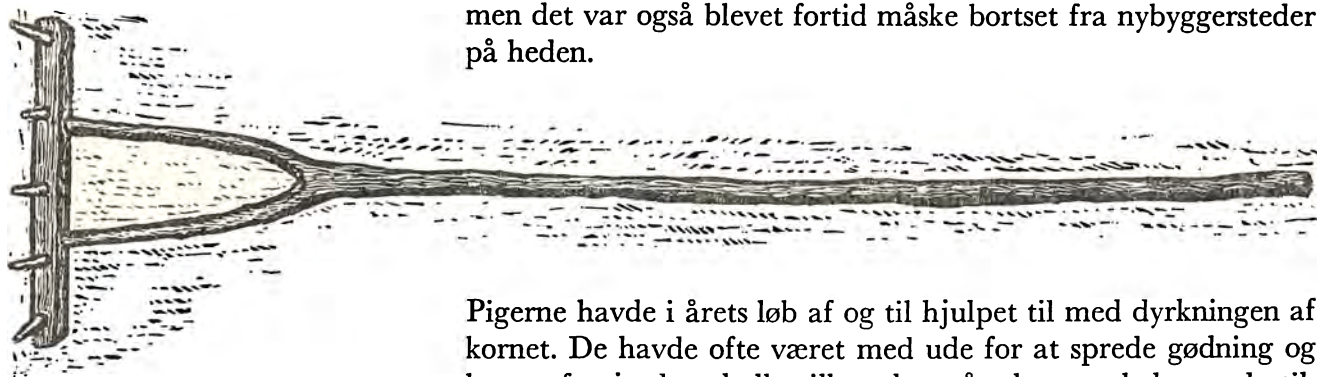 men det var også blevet fortid måske bortset fra nybyggersteder
på heden.
Pigerne havde i årets løb af og til hjulpet til med dyrkningen af
kornet. De havde ofte været med ude for at sprede gødning og